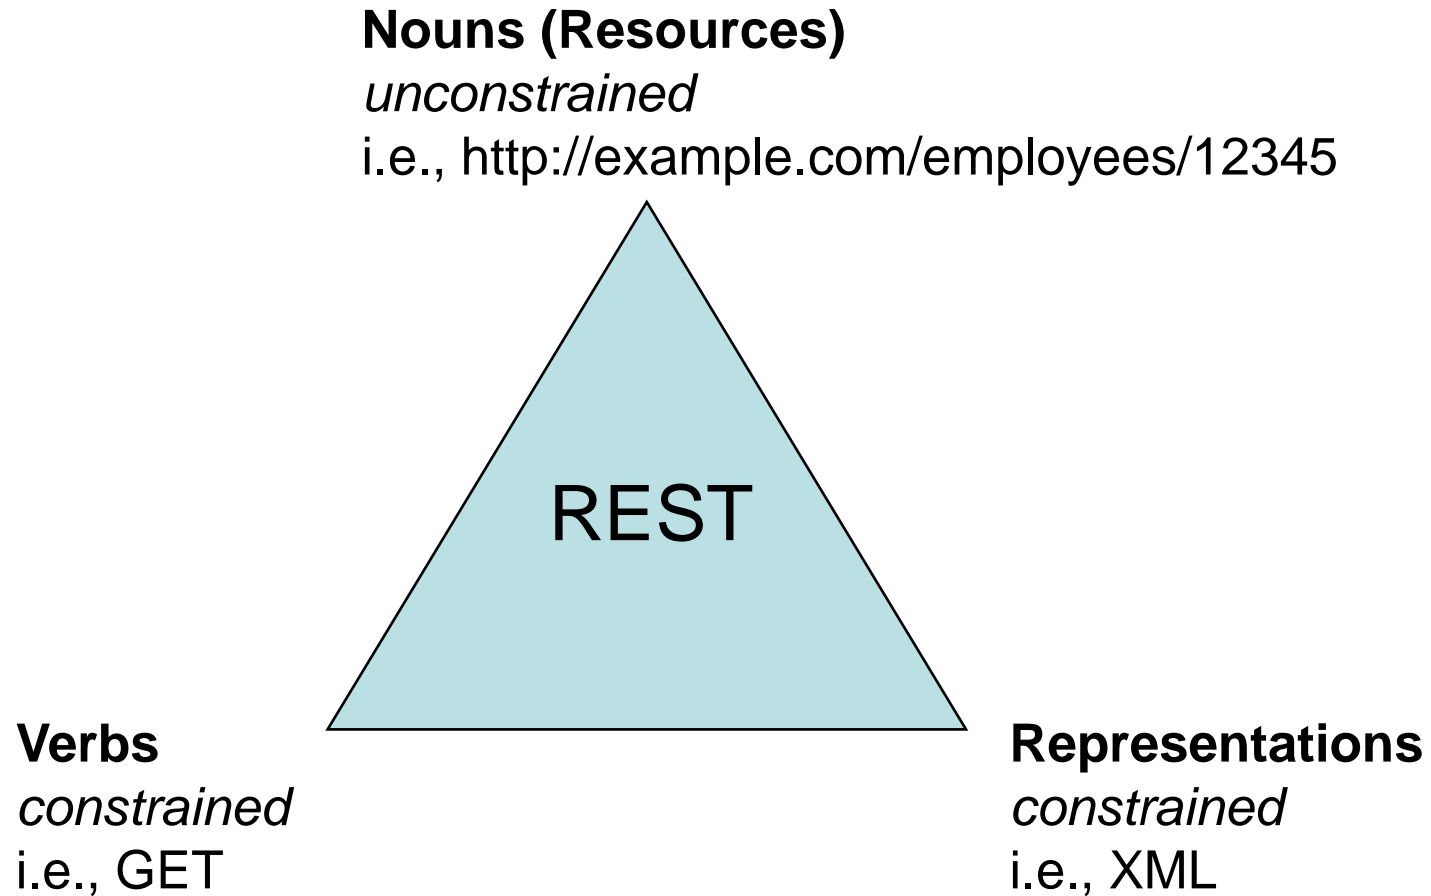 Nouns (Resources)
unconstrained
i.e., http://example.com/employees/12345
REST
Verbs
constrained
i.e., GET
Representations
constrained
i.e., XML